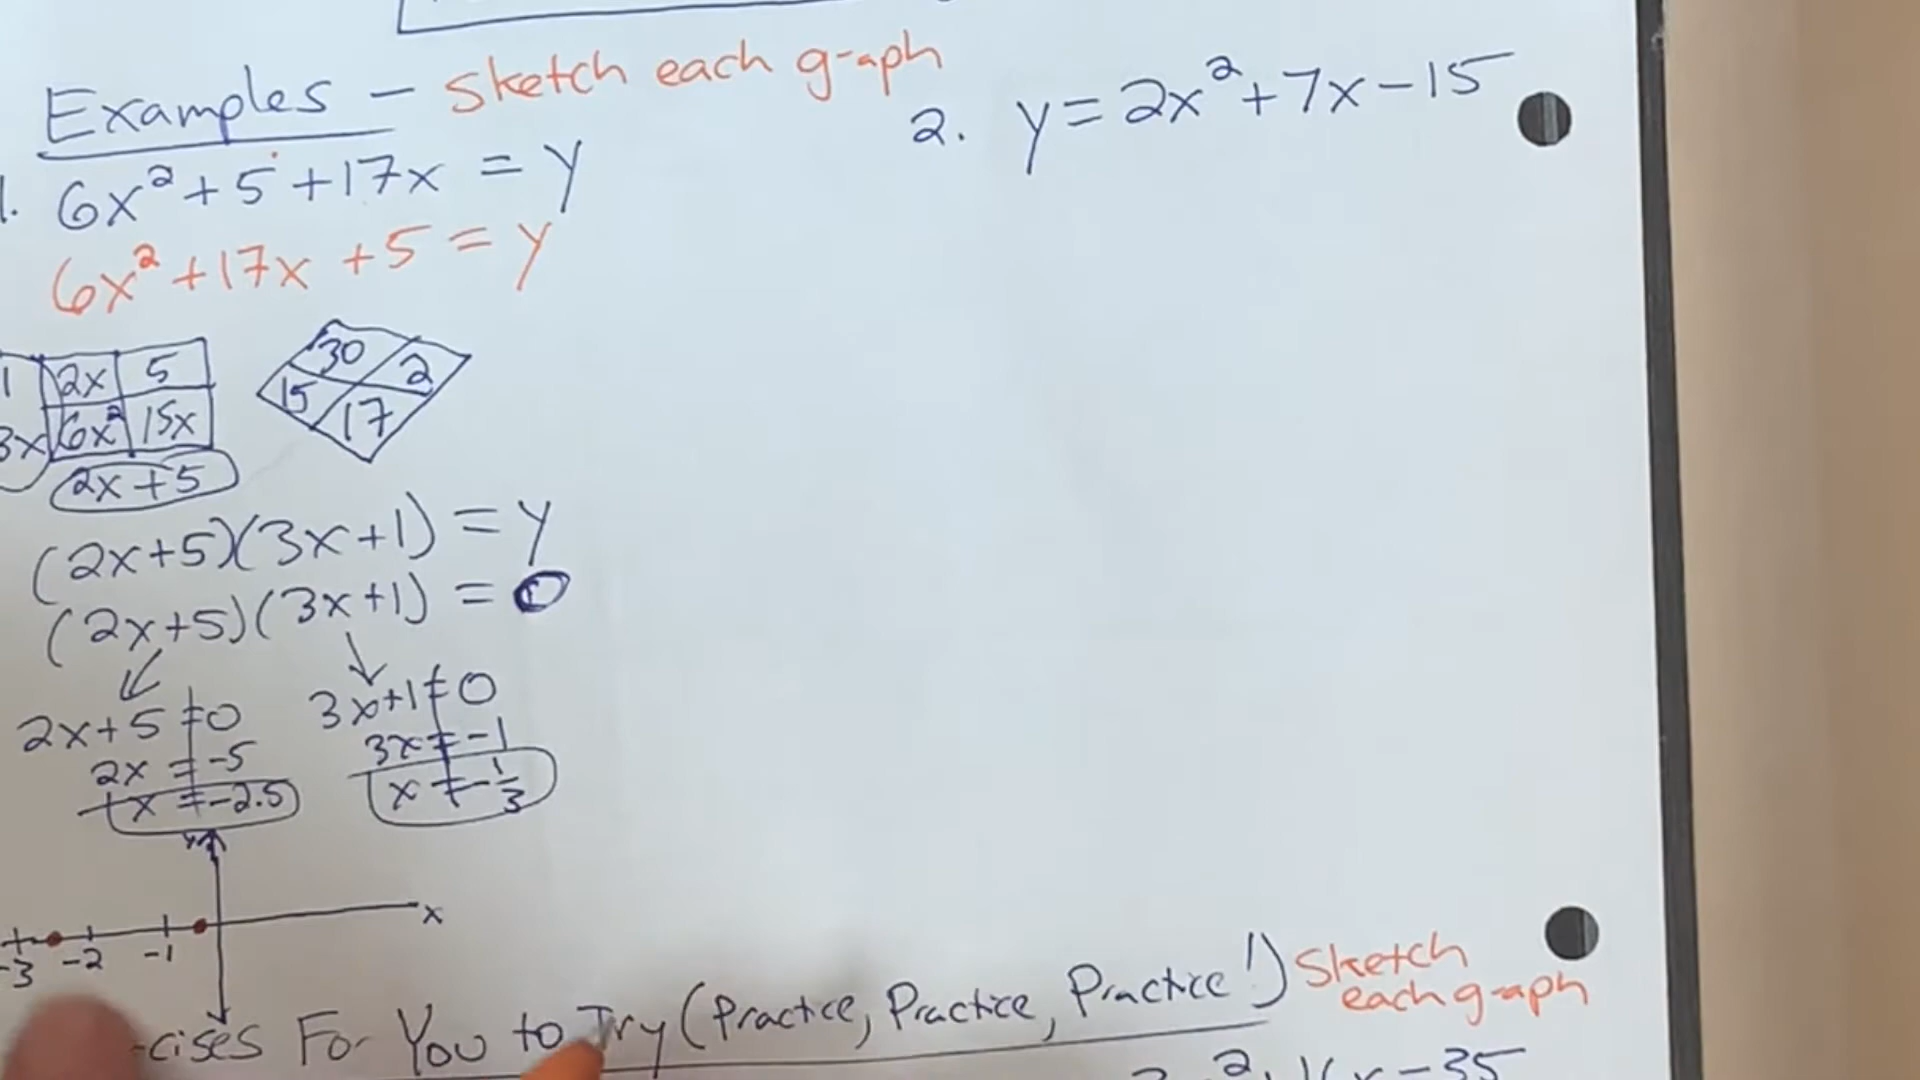 Examples - Sketch each graph
1. 6x² + 5 + 17x = y
6x² + 17x + 5 = y
1 2x 5
3x 6x² 15x
2x + 5
30
15 2
17
(2x+5)(3x+1) = y
(2x+5)(3x+1) = 0
2x+5=0
2x = -5
x = -2.5
3x+1=0
3x = -1
x = -1/3
y
x
-3 -2 -1
2. y = 2x² + 7x - 15
cises For You to Try (Practice, Practice, Practice!) Sketch
each graph
- 35